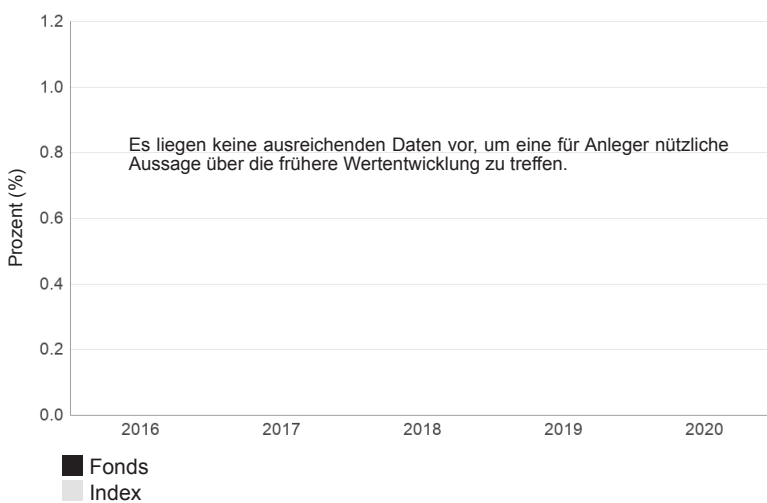 1.2
1.0
Es liegen keine ausreichenden Daten vor, um eine für Anleger nützliche
0.8
Aussage über die frühere Wertentwicklung zu treffen.
Prozent (%)
0.6
0.4
0.2
0.0
2016 2017 2018 2019 2020
Fonds
Index